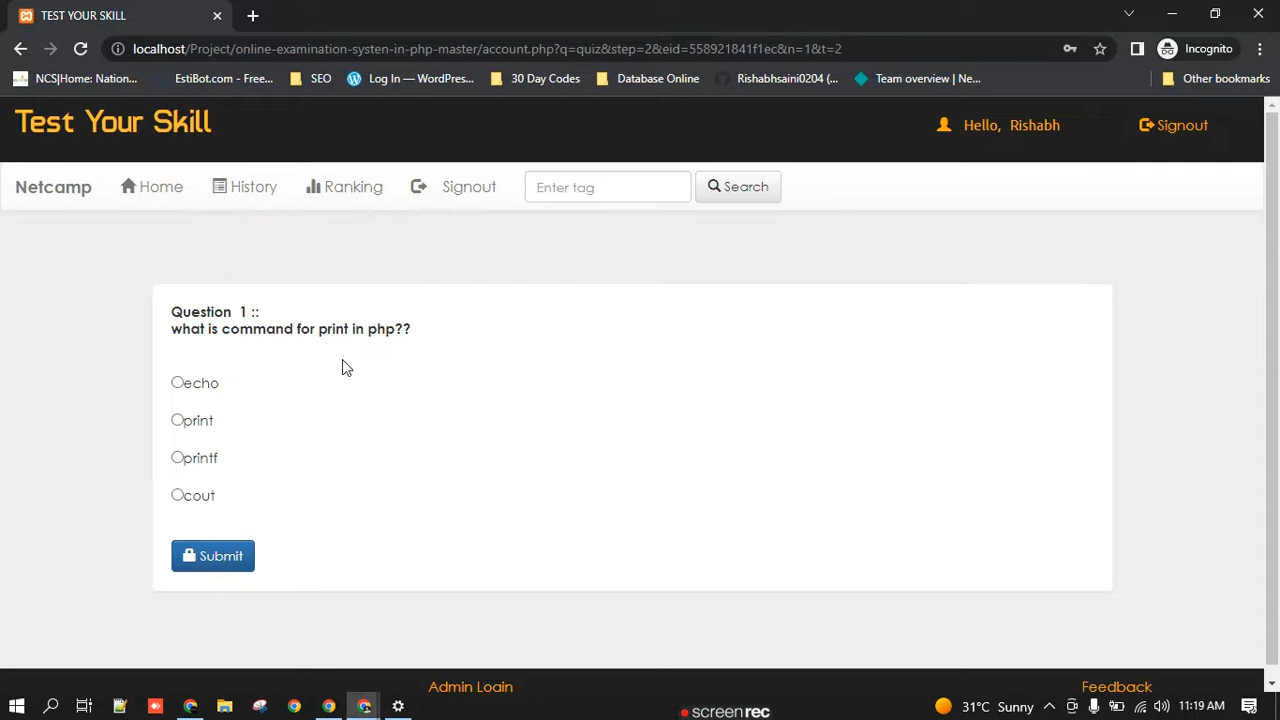 TEST YOUR SKILL
localhost/Project/online-examination-systen-in-php-master/account.php?q=quiz&step=2&eid=558921841f1ec&n=1&t=2
Incognito
NCS|Home: Nation...
EstiBot.com - Free...
SEO
Log In — WordPres...
30 Day Codes
Database Online
Rishabhsaini0204 (...
Team overview | Ne...
Other bookmarks
Test Your Skill
Hello, Rishabh
Signout
Netcamp
Home
History
Ranking
Signout
Enter tag
Search
Question 1 ::
what is command for print in php??
echo
print
printf
cout
Submit
Admin Login
Feedback
31°C Sunny
11:19 AM
screenrec